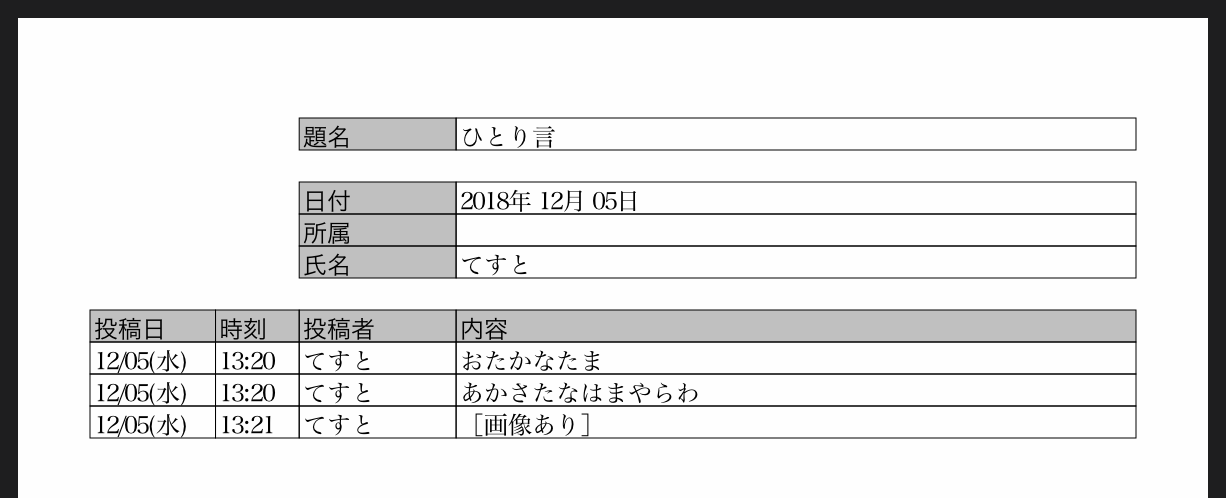 題名 ひとり言
日付 2018年 12月 05日
所属
氏名 てすと
投稿日 時刻 投稿者 内容
12/05(水) 13:20 てすと おたかなたま
12/05(水) 13:20 てすと あかさたなはまやらわ
12/05(水) 13:21 てすと ［画像あり］